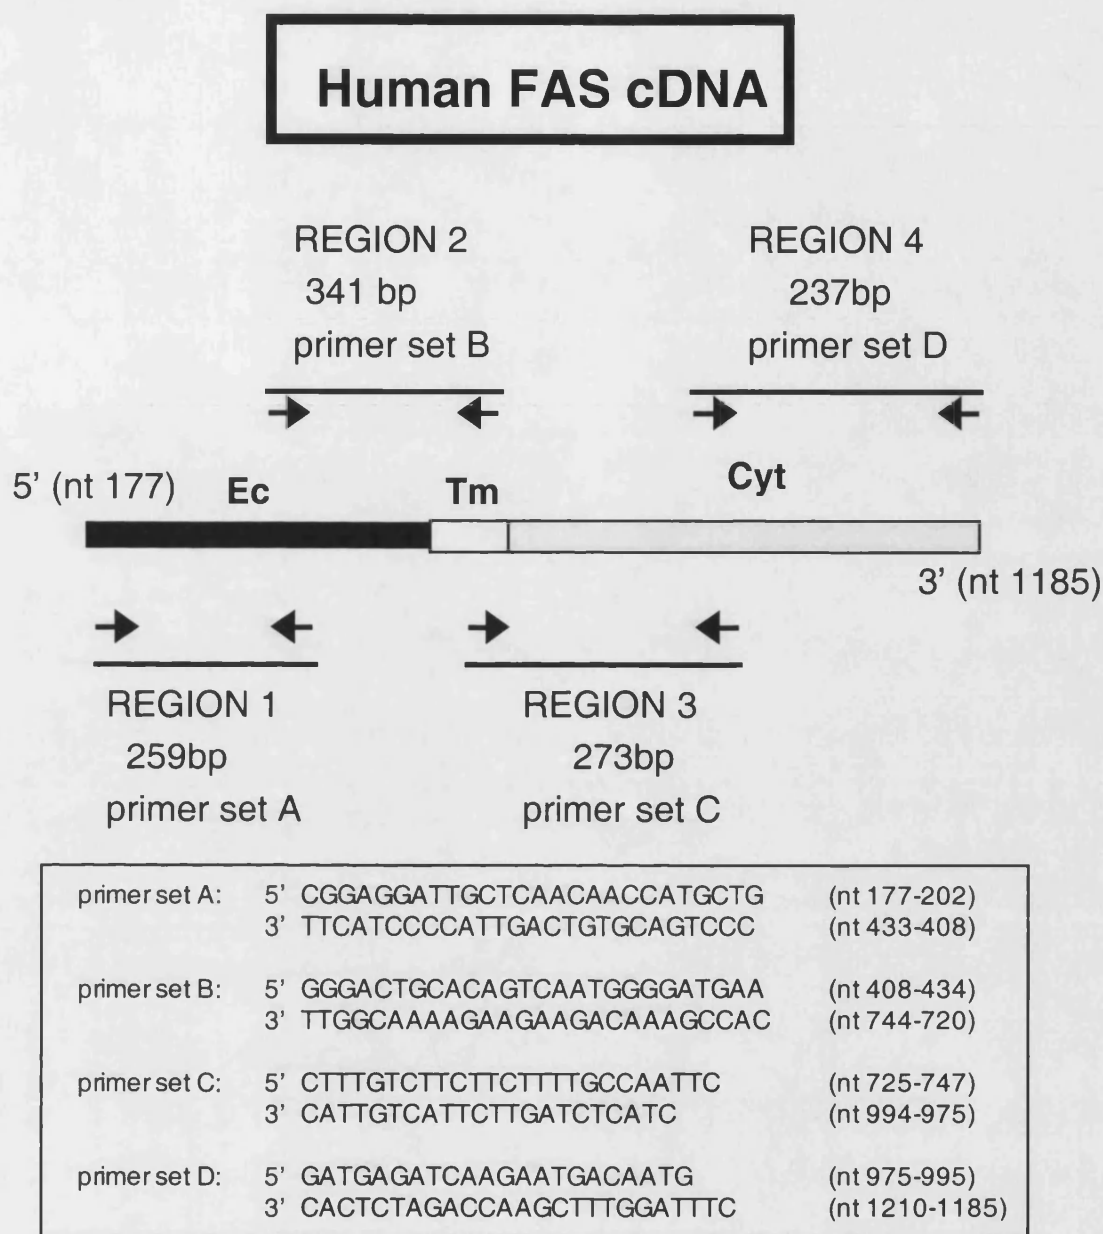 Human FAS cDNA
REGION 2
341 bp
primer set B
REGION 4
237bp
primer set D
5' (nt 177)
Ec
Tm
Cyt
3' (nt 1185)
REGION 1
259bp
primer set A
REGION 3
273bp
primer set C
primer set A: 5' CGGAGGATTGCTCAACAACCATGCTG (nt 177-202)
3' TTCATCCCCATTGACTGTGCAGTCCC (nt 433-408)
primer set B: 5' GGGACTGCACAGTCAATGGGGATGAA (nt 408-434)
3' TTGGCAAAAGAAGAAGACAAAGCCAC (nt 744-720)
primer set C: 5' CTTTGTCTTCTTCTTTTGCCAATTC (nt 725-747)
3' CATTGTCATTCTTGATCTCATC (nt 994-975)
primer set D: 5' GATGAGATCAAGAATGACAATG (nt 975-995)
3' CACTCTAGACCAAGCTTTGGATTTC (nt 1210-1185)